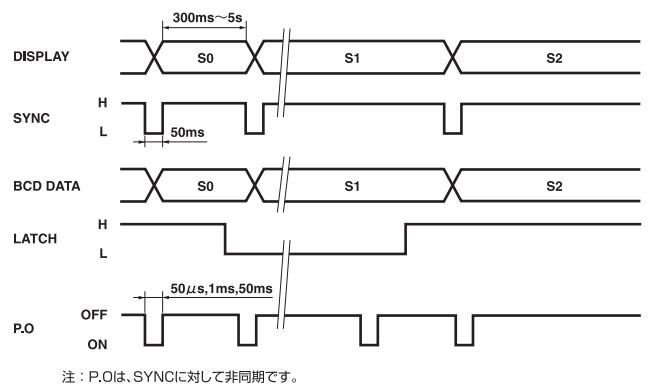 300ms～5s
DISPLAY S0 S1 S2
H
SYNC
L 50ms
BCD DATA S0 S1 S2
H
LATCH
L
50μs,1ms,50ms
OFF
P.O
ON
注：P.Oは、SYNCに対して非同期です。